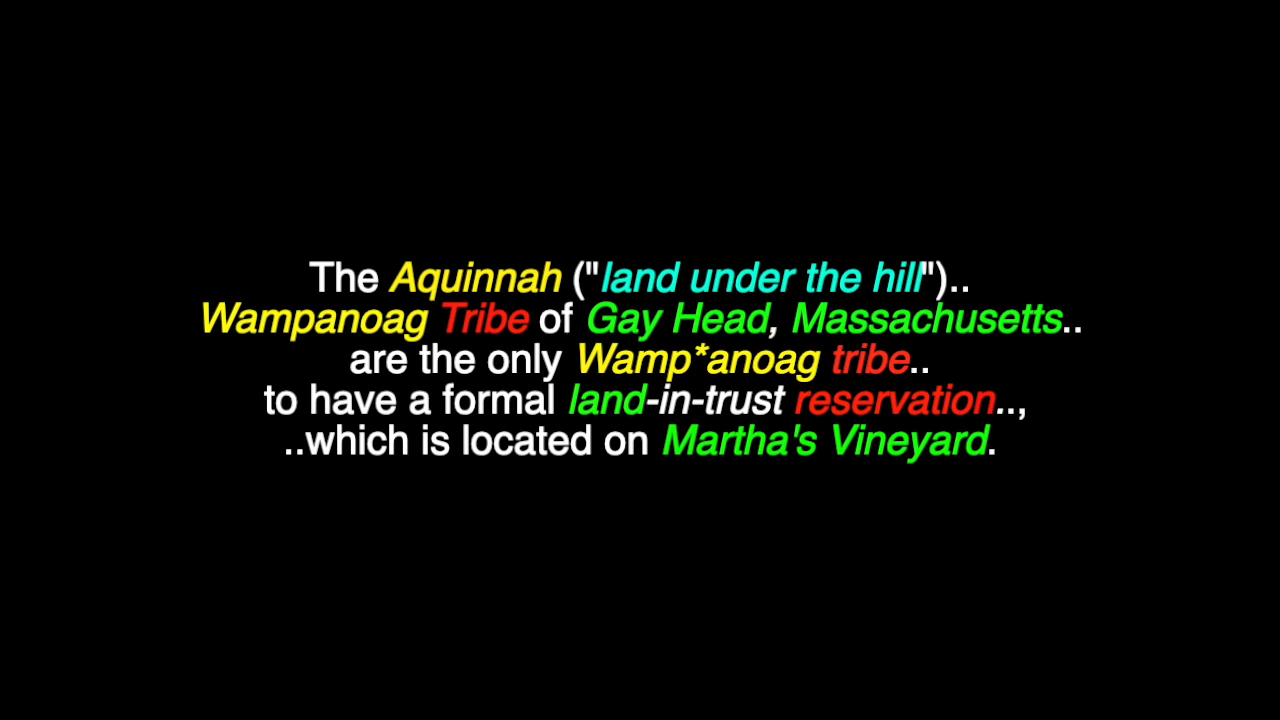 The Aquinnah ("land under the hill")..
Wampanoag Tribe of Gay Head, Massachusetts..
are the only Wamp*anoag tribe..
to have a formal land-in-trust reservation..,
..which is located on Martha's Vineyard.